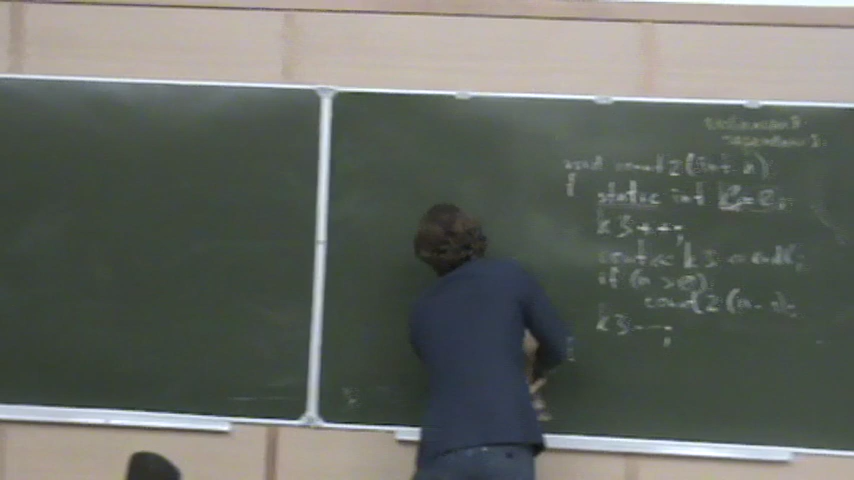 void count2(int n)
{
static int k3=0;
k3++;
cout<< k3 <<endl;
if (n>0)
count2(n-1);
k3--;